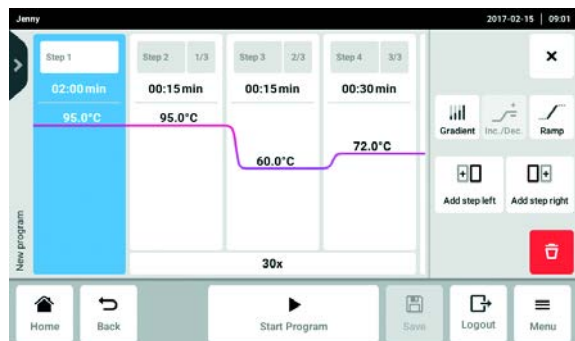 Jenny 2017-02-15 | 09:01
Step 1 Step 2 1/3 Step 3 2/3 Step 4 3/3
02:00 min 00:15 min 00:15 min 00:30 min
95.0°C 95.0°C 60.0°C 72.0°C
30x
New program
Gradient Inc./Dec. Ramp
Add step left Add step right
Home Back Start Program Save Logout Menu